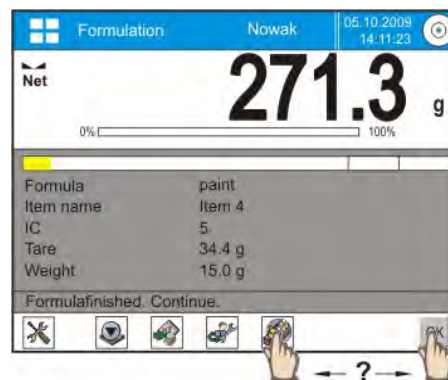 Formulation Nowak 05.10.2009
14:11:23
Net
271.3 g
0% 100%
Formula paint
Item name Item 4
IC 5
Tare 34.4 g
Weight 15.0 g
Formulafinished. Continue.
OK
?